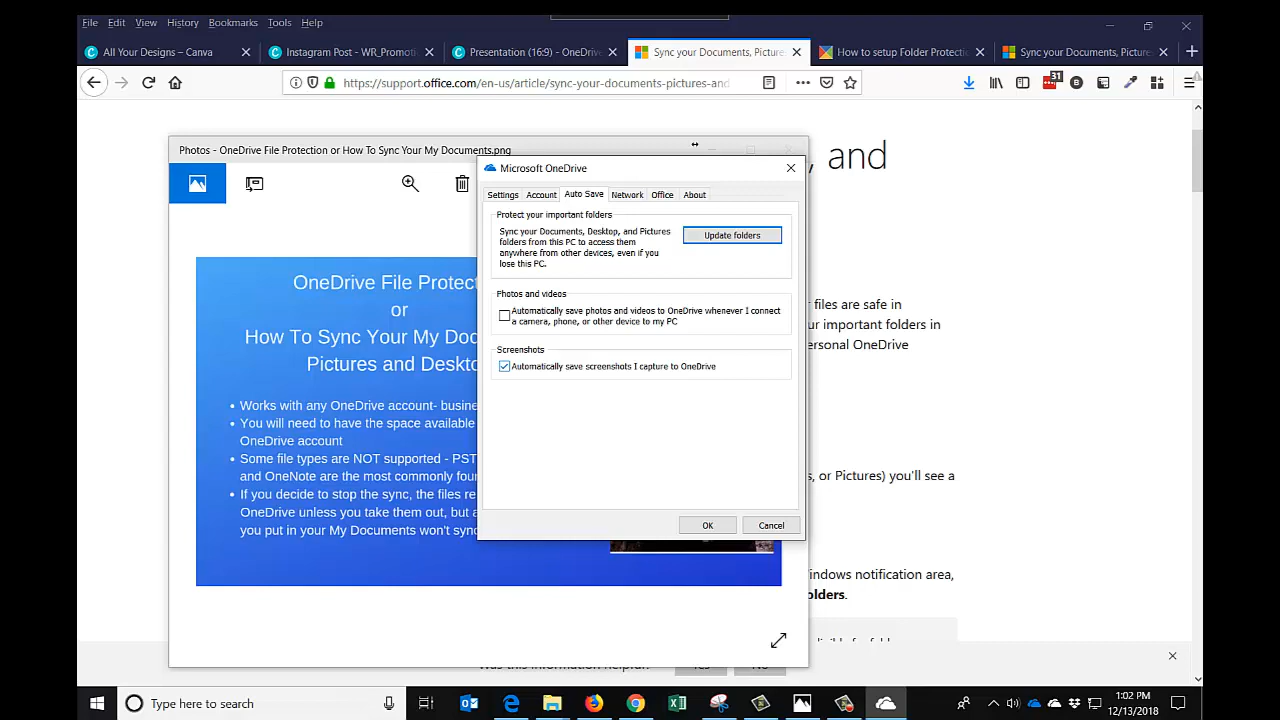 File Edit View History Bookmarks Tools Help
All Your Designs – Canva
Instagram Post - WR_Promoti
Presentation (16:9) - OneDriv
Sync your Documents, Picture
How to setup Folder Protecti
Sync your Documents, Picture
https://support.office.com/en-us/article/sync-your-documents-pictures-and
31
, and
Photos - OneDrive File Protection or How To Sync Your My Documents.png
Microsoft OneDrive
Settings Account Auto Save Network Office About
Protect your important folders
Sync your Documents, Desktop, and Pictures
folders from this PC to access them
anywhere from other devices, even if you
lose this PC.
Update folders
Photos and videos
Automatically save photos and videos to OneDrive whenever I connect
a camera, phone, or other device to my PC
Screenshots
Automatically save screenshots I capture to OneDrive
OK Cancel
OneDrive File Protec
or
How To Sync Your My Doc
Pictures and Deskto
• Works with any OneDrive account- busine
• You will need to have the space available
OneDrive account
• Some file types are NOT supported - PST
and OneNote are the most commonly fou
• If you decide to stop the sync, the files re
OneDrive unless you take them out, but a
you put in your My Documents won't sync
r files are safe in
ur important folders in
ersonal OneDrive
s, or Pictures) you'll see a
indows notification area,
olders.
Was this information helpful? Yes No
Type here to search
1:02 PM
12/13/2018